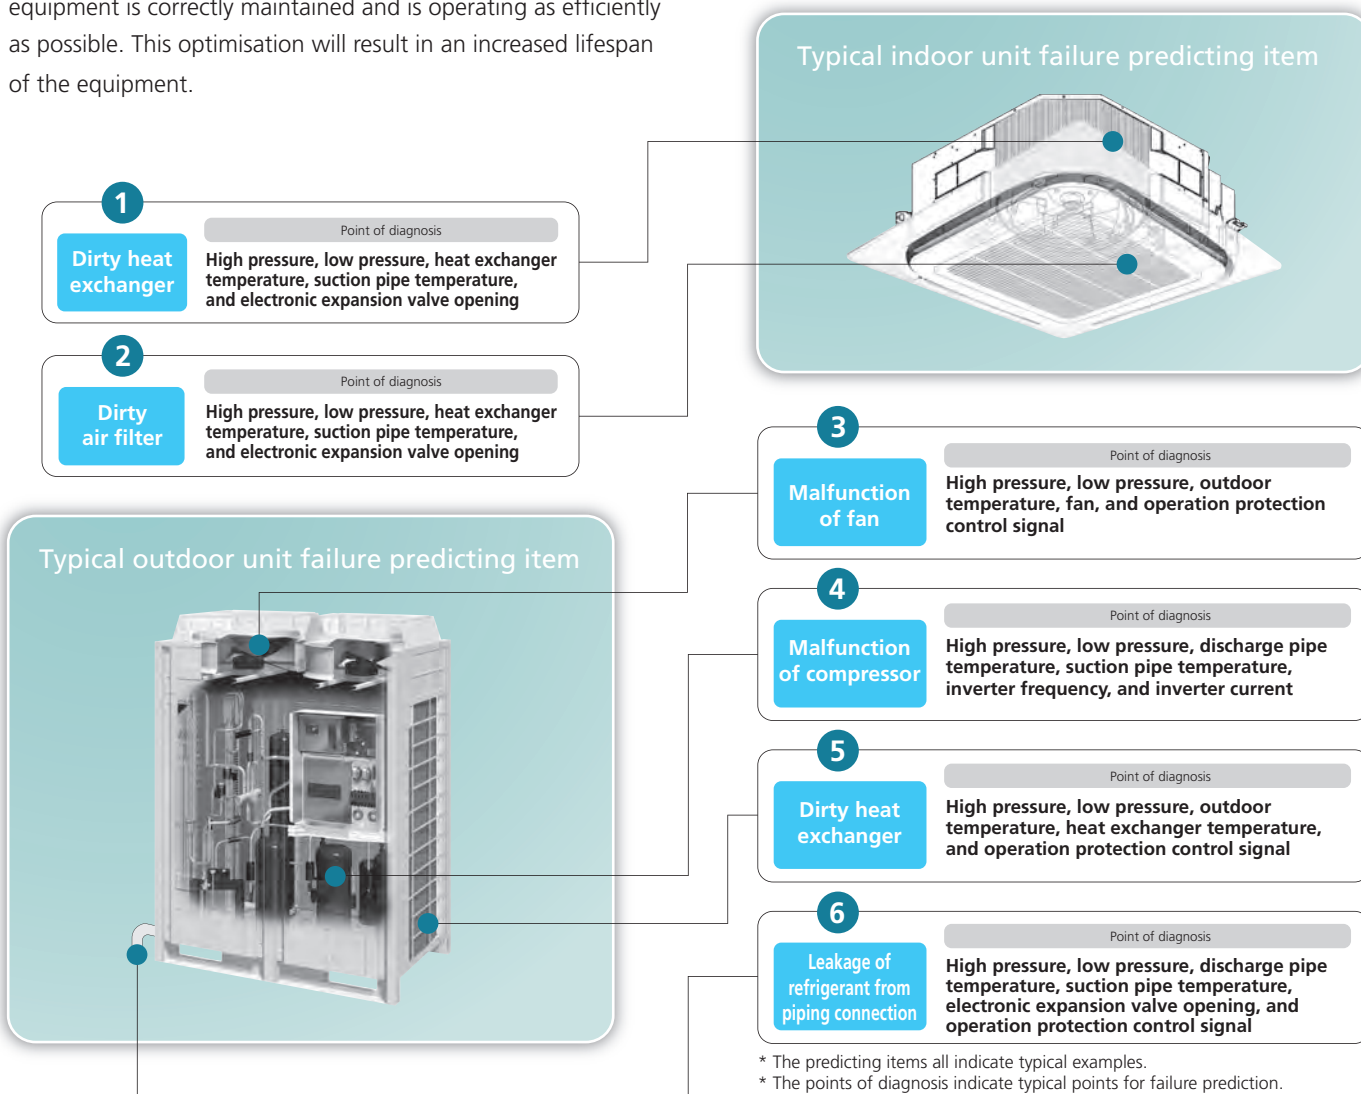 equipment is correctly maintained and is operating as efficiently
as possible. This optimisation will result in an increased lifespan
of the equipment.
Typical indoor unit failure predicting item
1
Dirty heat
exchanger
Point of diagnosis
High pressure, low pressure, heat exchanger
temperature, suction pipe temperature,
and electronic expansion valve opening
2
Dirty
air filter
Point of diagnosis
High pressure, low pressure, heat exchanger
temperature, suction pipe temperature,
and electronic expansion valve opening
Typical outdoor unit failure predicting item
3
Malfunction
of fan
Point of diagnosis
High pressure, low pressure, outdoor
temperature, fan, and operation protection
control signal
4
Malfunction
of compressor
Point of diagnosis
High pressure, low pressure, discharge pipe
temperature, suction pipe temperature,
inverter frequency, and inverter current
5
Dirty heat
exchanger
Point of diagnosis
High pressure, low pressure, outdoor
temperature, heat exchanger temperature,
and operation protection control signal
6
Leakage of
refrigerant from
piping connection
Point of diagnosis
High pressure, low pressure, discharge pipe
temperature, suction pipe temperature,
electronic expansion valve opening, and
operation protection control signal
* The predicting items all indicate typical examples.
* The points of diagnosis indicate typical points for failure prediction.